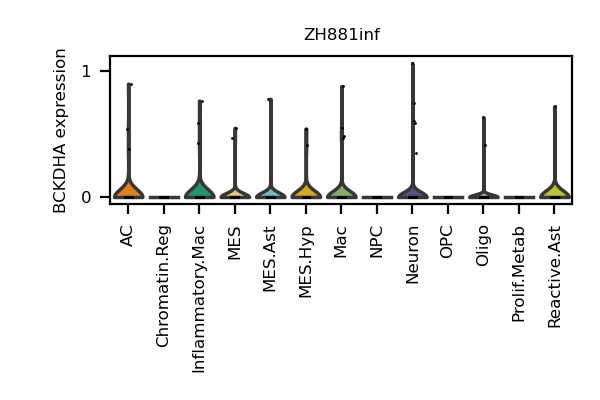 ZH881inf
BCKDHA expression
1
0
AC
Chromatin.Reg
Inflammatory.Mac
MES
MES.Ast
MES.Hyp
Mac
NPC
Neuron
OPC
Oligo
Prolif.Metab
Reactive.Ast